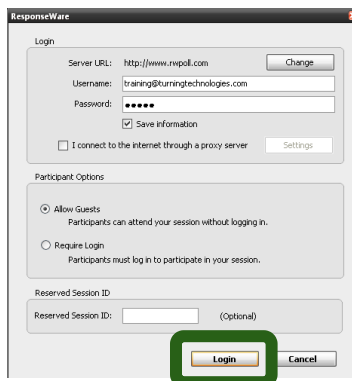 ResponseWare
Login
Server URL: http://www.rwpoll.com Change
Username: training@turningtechnologies.com
Password: •••••
Save information
I connect to the internet through a proxy server Settings
Participant Options
Allow Guests
Participants can attend your session without logging in.
Require Login
Participants must log in to participate in your session.
Reserved Session ID
Reserved Session ID: (Optional)
Login Cancel